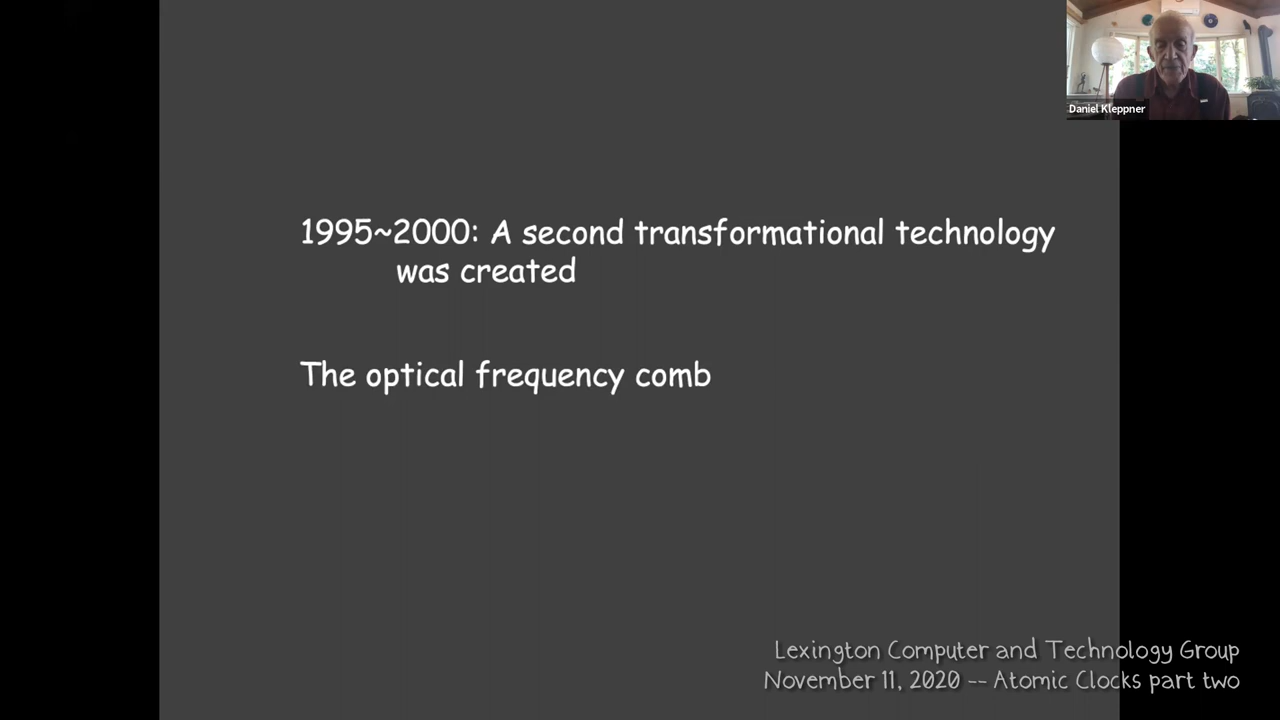 Daniel Kleppner
1995~2000: A second transformational technology
was created
The optical frequency comb
Lexington Computer and Technology Group
November 11, 2020 -- Atomic Clocks part two